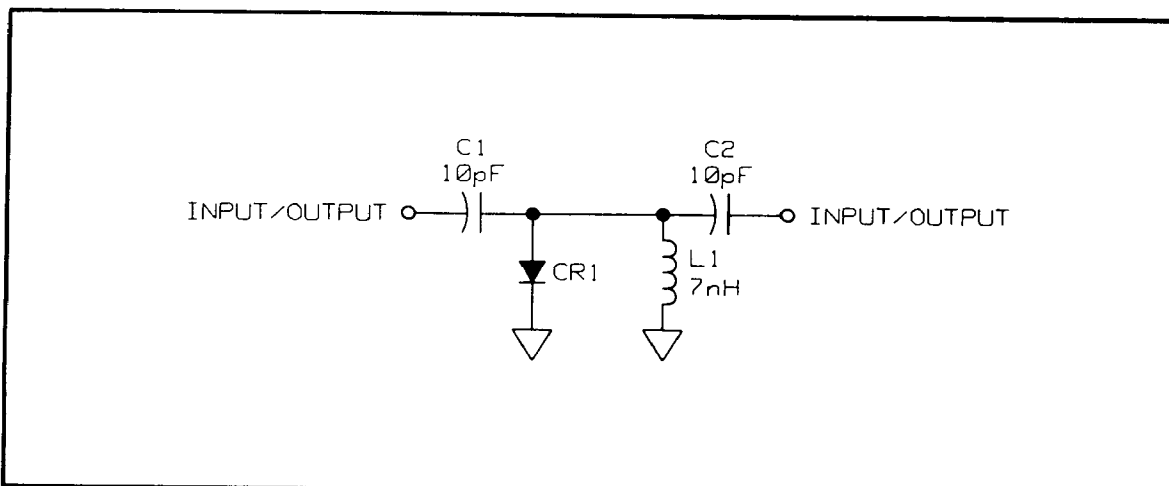 C1
10pF
C2
10pF
INPUT/OUTPUT
INPUT/OUTPUT
CR1
L1
7nH